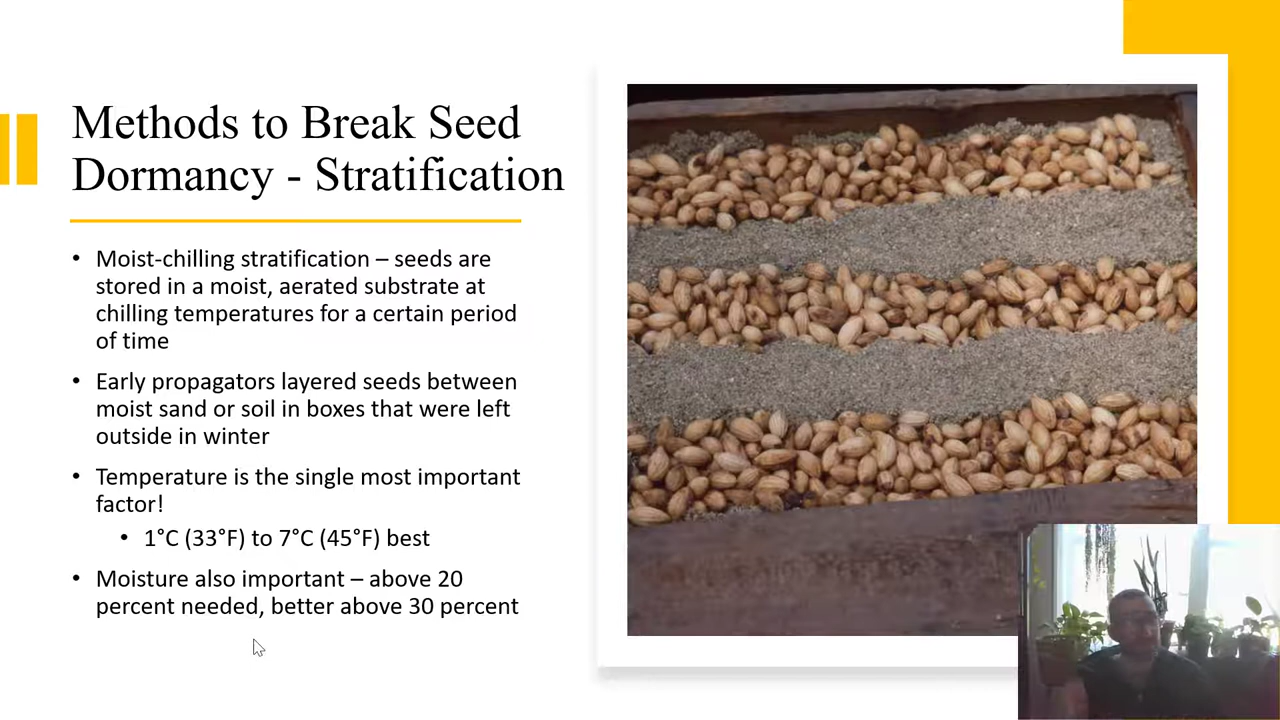 Methods to Break Seed
Dormancy - Stratification
• Moist-chilling stratification – seeds are
stored in a moist, aerated substrate at
chilling temperatures for a certain period
of time
• Early propagators layered seeds between
moist sand or soil in boxes that were left
outside in winter
• Temperature is the single most important
factor!
• 1°C (33°F) to 7°C (45°F) best
• Moisture also important – above 20
percent needed, better above 30 percent